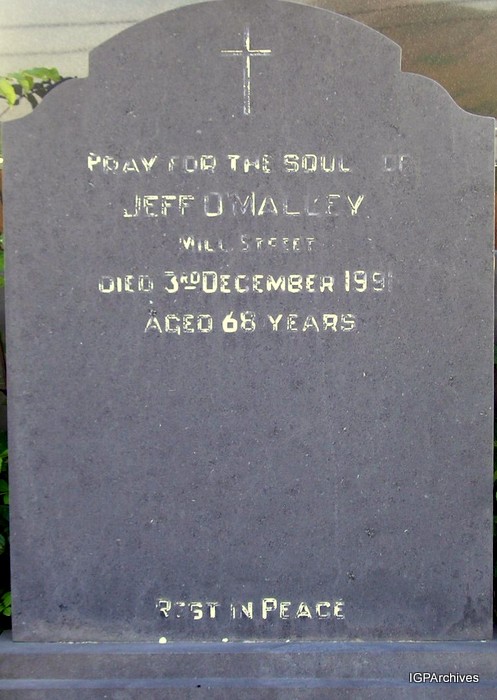 PRAY FOR THE SOUL OF
JEFF O'MALLEY
MILL STREET
DIED 3RD DECEMBER 1991
AGED 68 YEARS
REST IN PEACE
IGPArchives